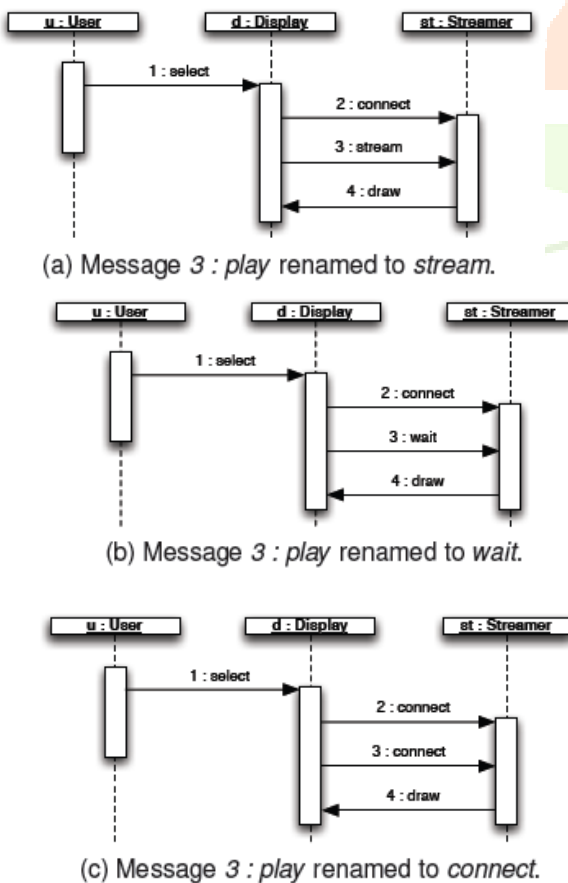 u : User
d : Display
st : Streamer
1 : select
2 : connect
3 : stream
4 : draw
(a) Message 3 : play renamed to stream.
u : User
d : Display
st : Streamer
1 : select
2 : connect
3 : wait
4 : draw
(b) Message 3 : play renamed to wait.
u : User
d : Display
st : Streamer
1 : select
2 : connect
3 : connect
4 : draw
(c) Message 3 : play renamed to connect.